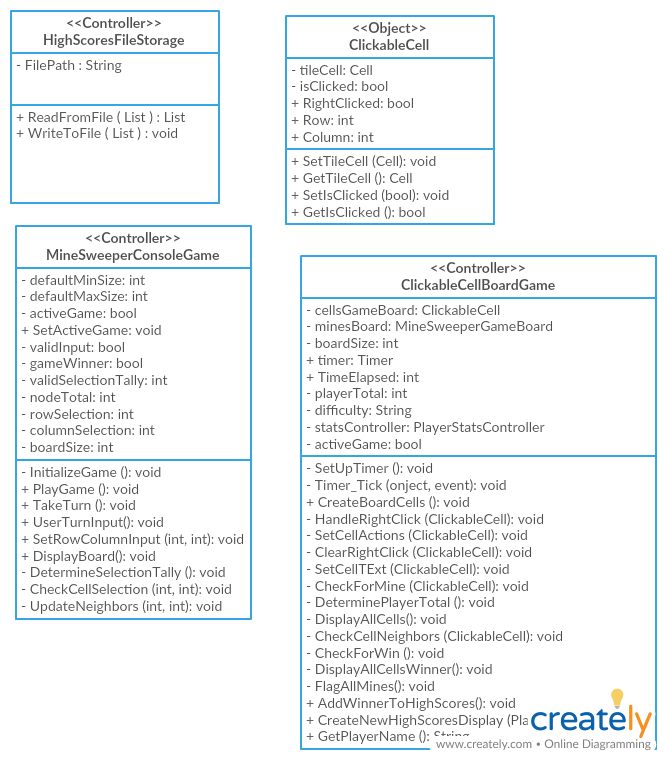 <<Controller>>
HighScoresFileStorage
- FilePath : String
+ ReadFromFile ( List ) : List
+ WriteToFile ( List ) : void
<<Object>>
ClickableCell
- tileCell: Cell
- isClicked: bool
+ RightClicked: bool
+ Row: int
+ Column: int
+ SetTileCell (Cell): void
+ GetTileCell (): Cell
+ SetIsClicked (bool): void
+ GetIsClicked (): bool
<<Controller>>
MineSweeperConsoleGame
- defaultMinSize: int
- defaultMaxSize: int
- activeGame: bool
+ SetActiveGame: void
- validInput: bool
- gameWinner: bool
- validSelectionTally: int
- nodeTotal: int
- rowSelection: int
- columnSelection: int
- boardSize: int
- InitializeGame (): void
+ PlayGame (): void
+ TakeTurn (): void
+ UserTurnInput(): void
+ SetRowColumnInput (int, int): void
+ DisplayBoard(): void
- DetermineSelectionTally (): void
- CheckCellSelection (int, int): void
- UpdateNeighbors (int, int): void
<<Controller>>
ClickableCellBoardGame
- cellsGameBoard: ClickableCell
- minesBoard: MineSweeperGameBoard
- boardSize: int
+ timer: Timer
+ TimeElapsed: int
- playerTotal: int
- difficulty: String
- statsController: PlayerStatsController
- activeGame: bool
- SetUpTimer (): void
- Timer_Tick (onject, event): void
+ CreateBoardCells (): void
- HandleRightClick (ClickableCell): void
- SetCellActions (ClickableCell): void
- ClearRightClick (ClickableCell): void
- SetCellTExt (ClickableCell): void
- CheckForMine (ClickableCell): void
- DeterminePlayerTotal (): void
- DisplayAllCells(): void
- CheckCellNeighbors (ClickableCell): void
- CheckForWin (): void
- DisplayAllCellsWinner(): void
- FlagAllMines(): void
+ AddWinnerToHighScores(): void
+ CreateNewHighScoresDisplay (Pla
+ GetPlayerName (): String
creately
www.creately.com • Online Diagramming